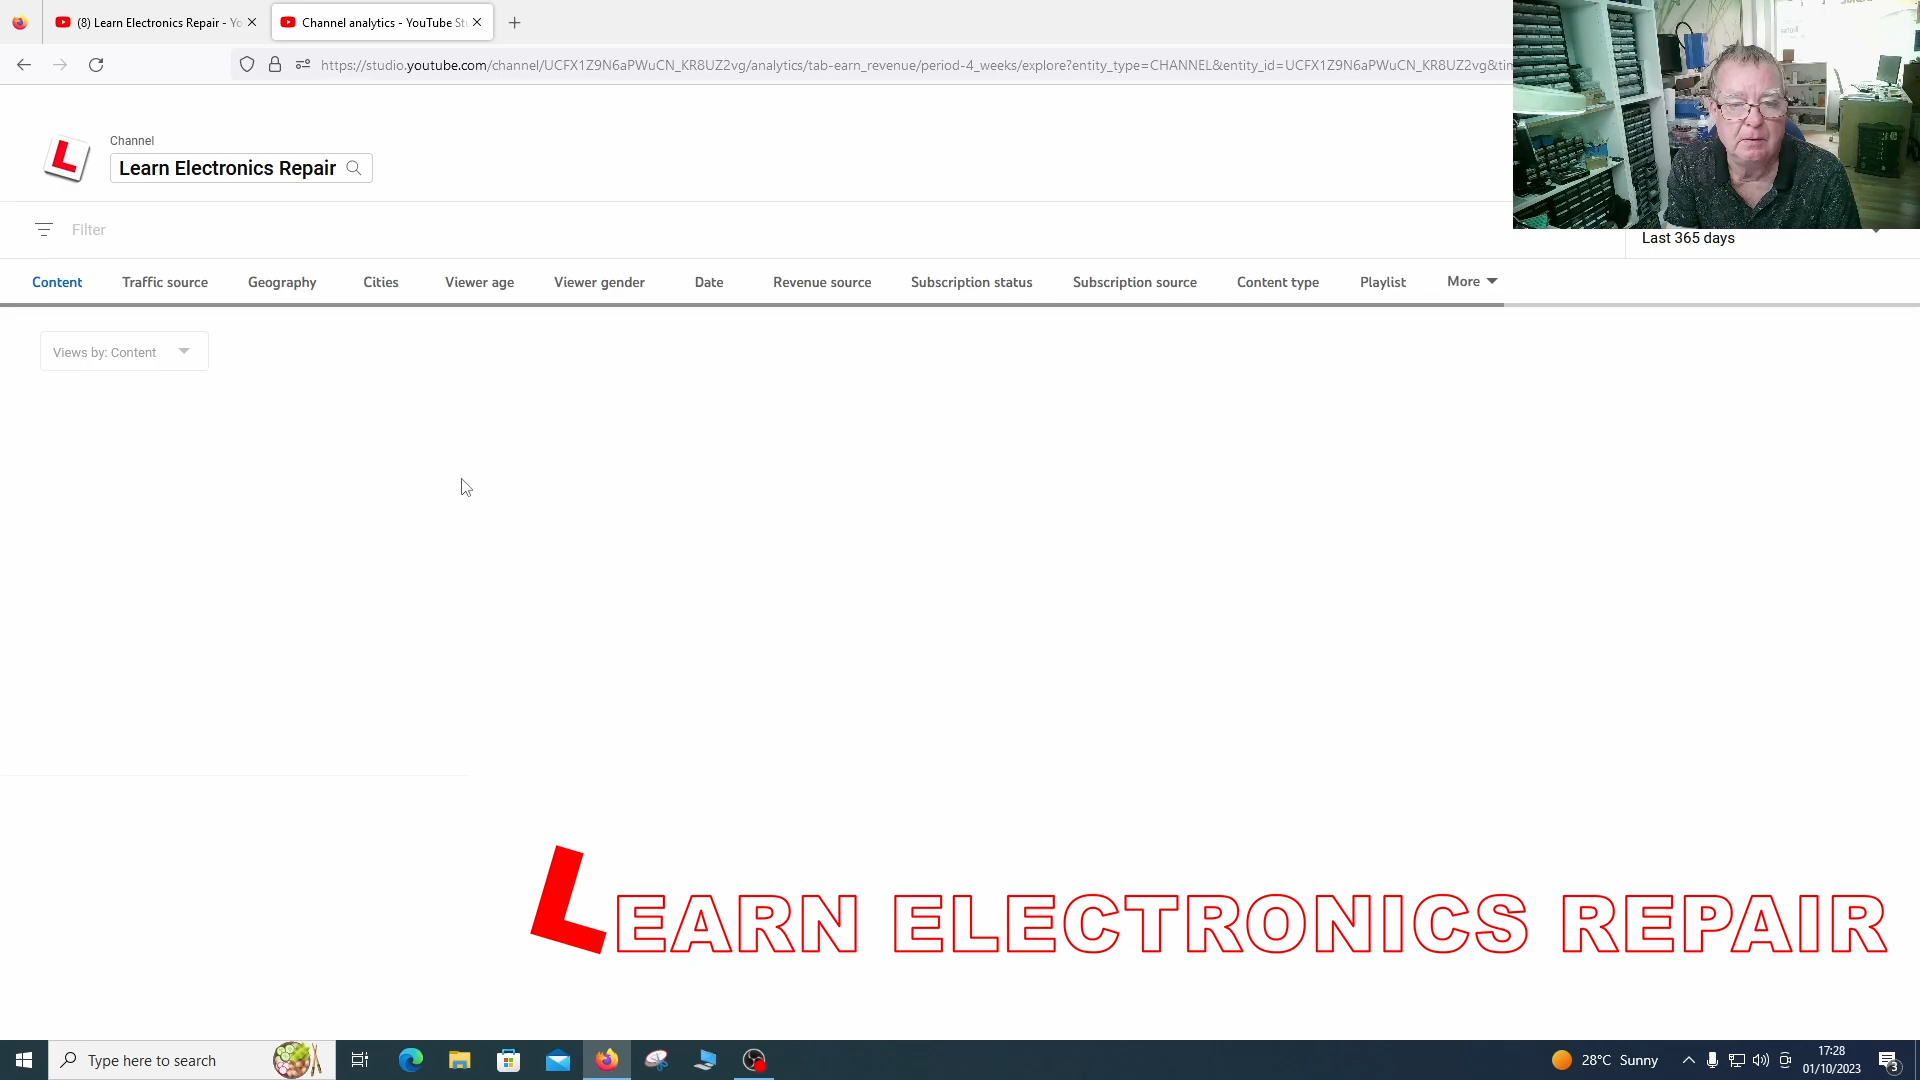 (8) Learn Electronics Repair - Yo
Channel analytics - YouTube St
https://studio.youtube.com/channel/UCFX1Z9N6aPWuCN_KR8UZ2vg/analytics/tab-earn_revenue/period-4_weeks/explore?entity_type=CHANNEL&entity_id=UCFX1Z9N6aPWuCN_KR8UZ2vg&tin
Channel
Learn Electronics Repair
Filter
Last 365 days
Content Traffic source Geography Cities Viewer age Viewer gender Date Revenue source Subscription status Subscription source Content type Playlist More
Views by: Content
LEARN ELECTRONICS REPAIR
Type here to search
28°C Sunny
17:28
01/10/2023
3